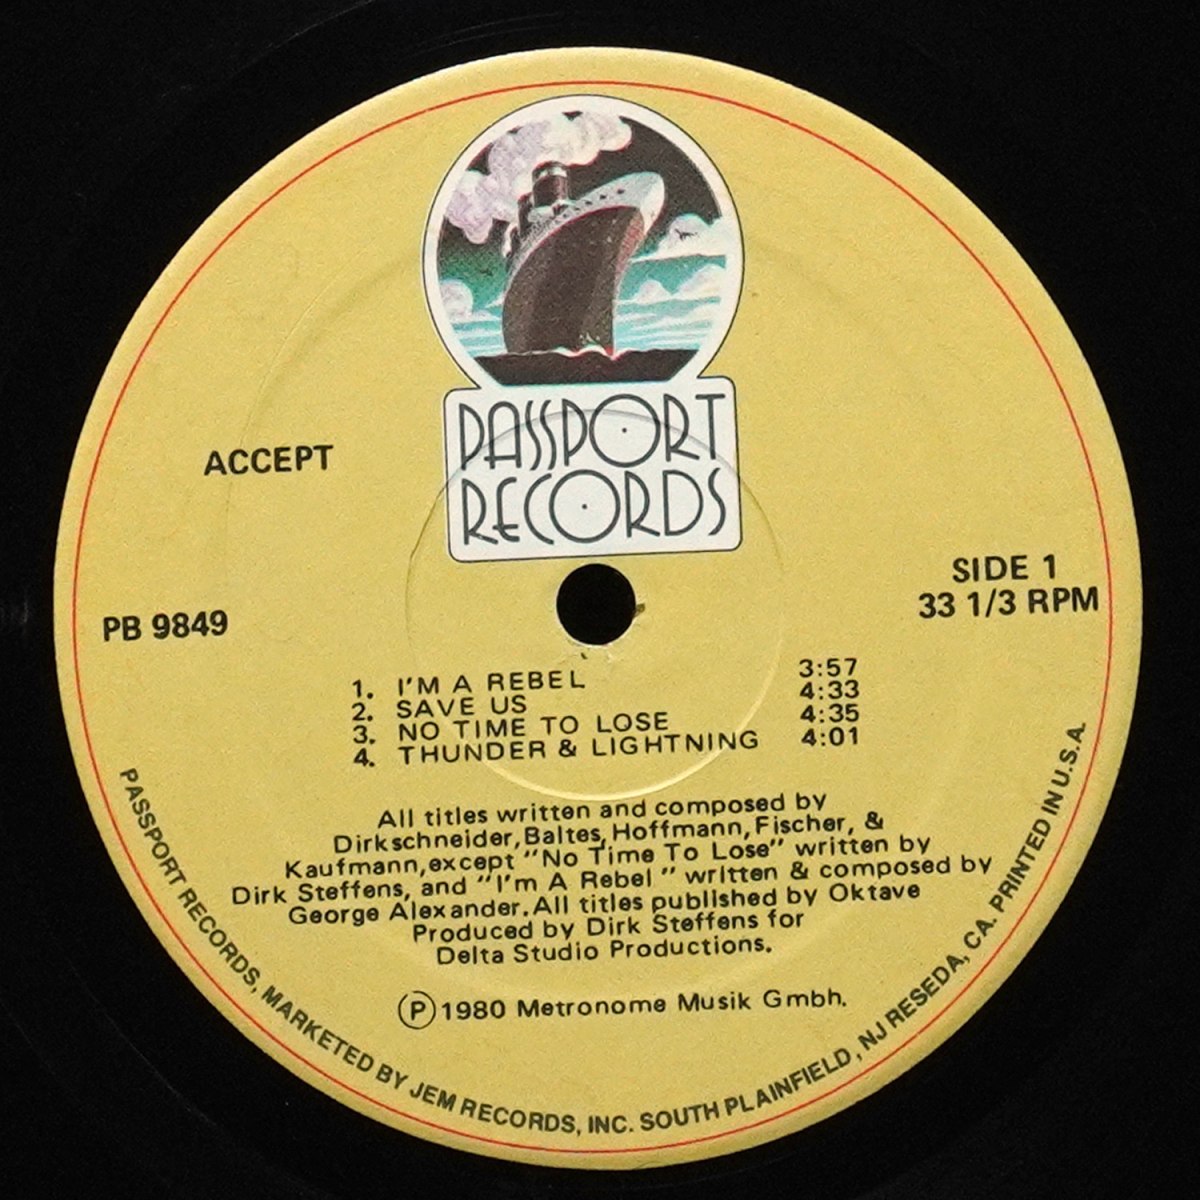 PASSPORT
RECORDS
ACCEPT
SIDE 1
33 1/3 RPM
PB 9849
1. I'M A REBEL 3:57
2. SAVE US 4:33
3. NO TIME TO LOSE 4:35
4. THUNDER & LIGHTNING 4:01
All titles written and composed by
Dirkschneider, Baltes, Hoffmann, Fischer, &
Kaufmann, except "No Time To Lose" written by
Dirk Steffens, and "I'm A Rebel" written & composed by
George Alexander. All titles published by Oktave
Produced by Dirk Steffens for
Delta Studio Productions.
Ⓟ 1980 Metronome Musik Gmbh.
PASSPORT RECORDS, MARKETED BY JEM RECORDS, INC. SOUTH PLAINFIELD, NJ RESEDA, CA. PRINTED IN U.S.A.